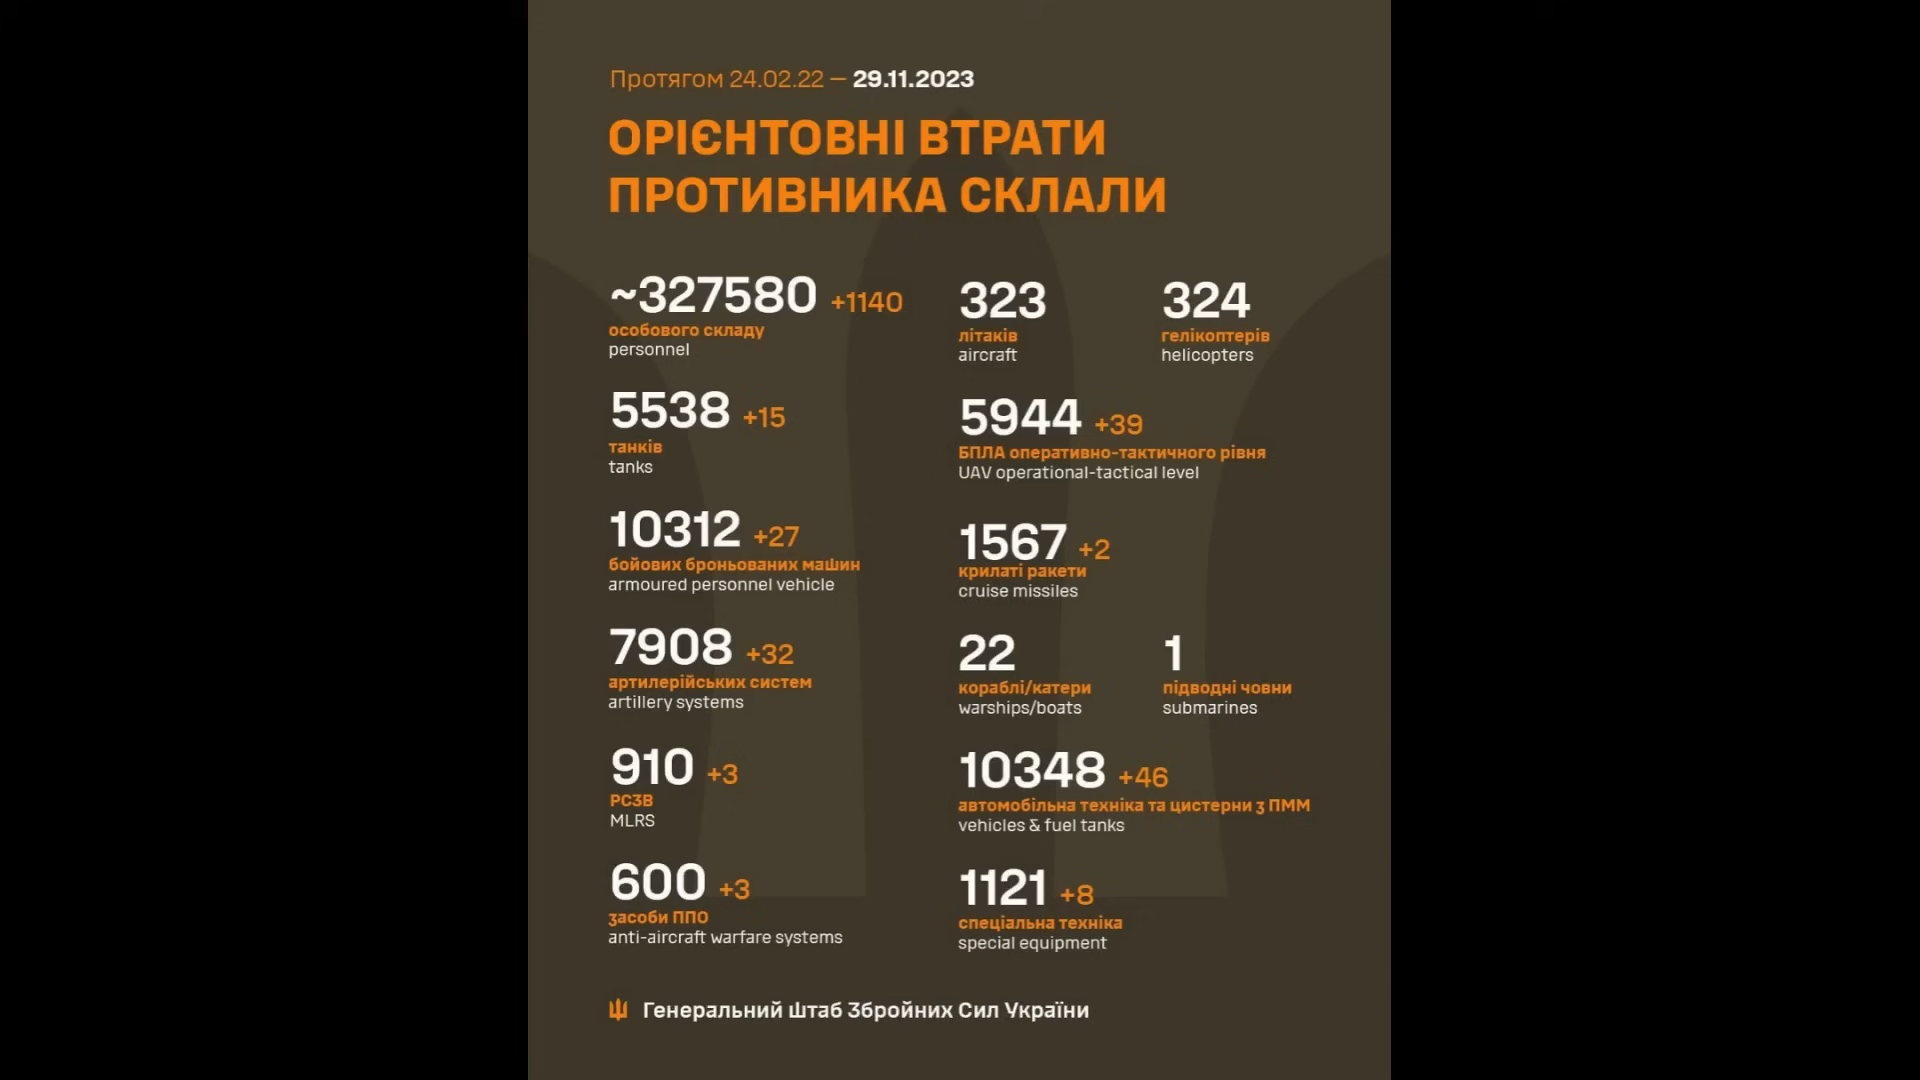 Протягом 24.02.22 — 29.11.2023
ОРІЄНТОВНІ ВТРАТИ
ПРОТИВНИКА СКЛАЛИ
~327580 +1140
особового складу
personnel
323
літаків
aircraft
324
гелікоптерів
helicopters
5538 +15
танків
tanks
5944 +39
БПЛА оперативно-тактичного рівня
UAV operational-tactical level
10312 +27
бойових броньованих машин
armoured personnel vehicle
1567 +2
крилаті ракети
cruise missiles
7908 +32
артилерійських систем
artillery systems
22
кораблі/катери
warships/boats
1
підводні човни
submarines
910 +3
РСЗВ
MLRS
10348 +46
автомобільна техніка та цистерни з ПММ
vehicles & fuel tanks
600 +3
засоби ППО
anti-aircraft warfare systems
1121 +8
спеціальна техніка
special equipment
Генеральний штаб Збройних Сил України